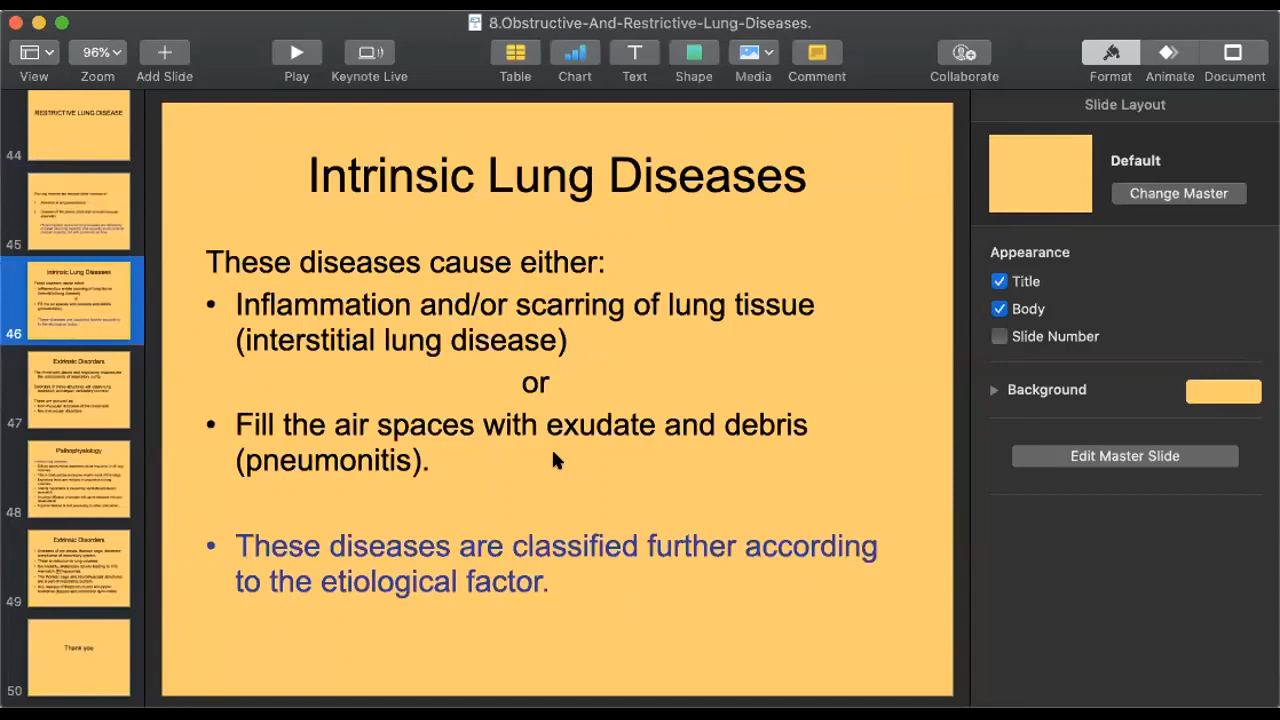 8.Obstructive-And-Restrictive-Lung-Diseases.
View
96%
Zoom
Add Slide
Play
Keynote Live
Table
Chart
Text
Shape
Media
Comment
Collaborate
Format
Animate
Document
RESTRICTIVE LUNG DISEASE
44
45
Intrinsic Lung Diseases
46
Extrinsic Disorders
47
Pathophysiology
48
Extrinsic Disorders
49
Thank you
50
Intrinsic Lung Diseases
These diseases cause either:
• Inflammation and/or scarring of lung tissue
(interstitial lung disease)
or
• Fill the air spaces with exudate and debris
(pneumonitis).
• These diseases are classified further according
to the etiological factor.
Slide Layout
Default
Change Master
Appearance
Title
Body
Slide Number
Background
Edit Master Slide